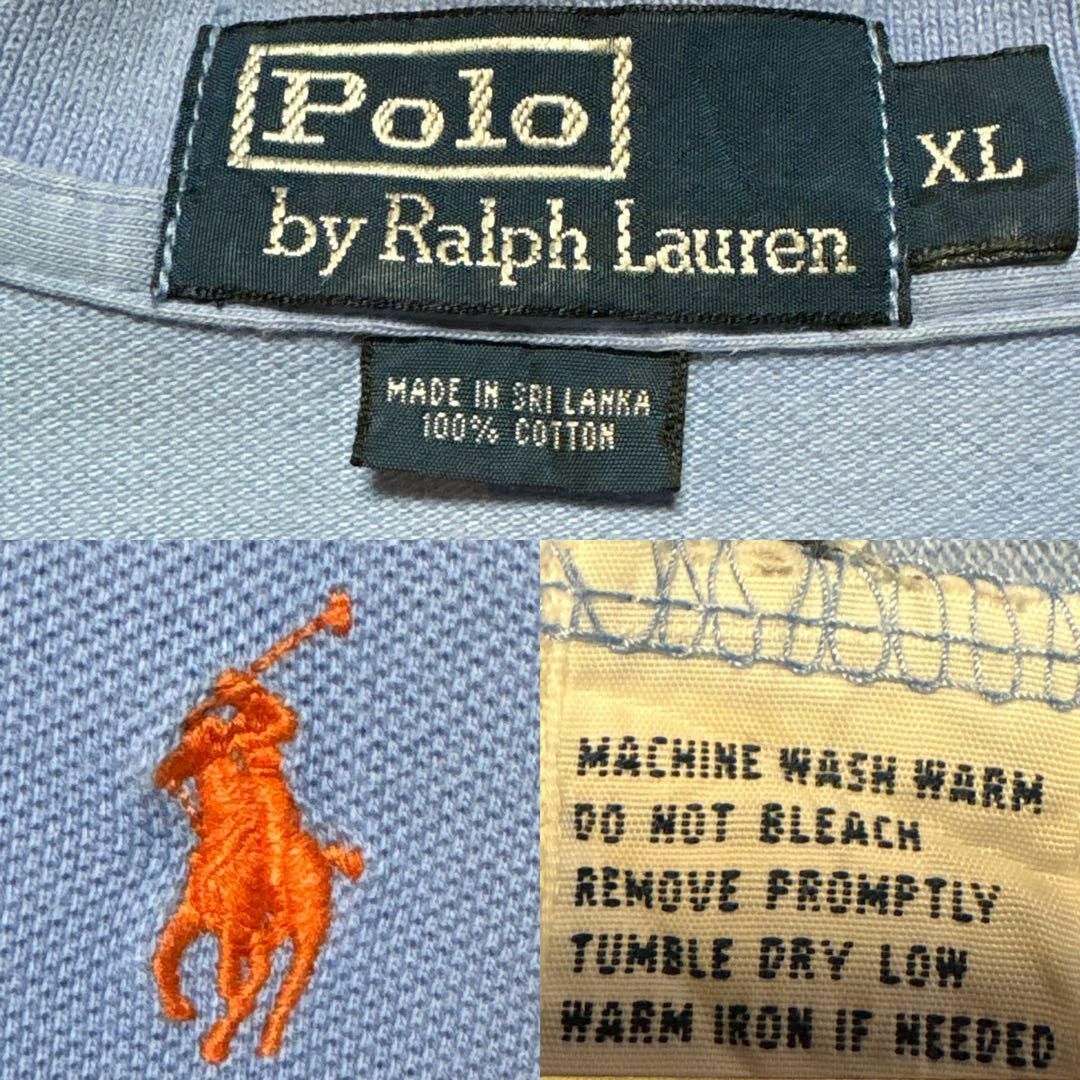 Polo
by Ralph Lauren
XL
MADE IN SRI LANKA
100% COTTON
MACHINE WASH WARM
DO NOT BLEACH
REMOVE PROMPTLY
TUMBLE DRY LOW
WARM IRON IF NEEDED